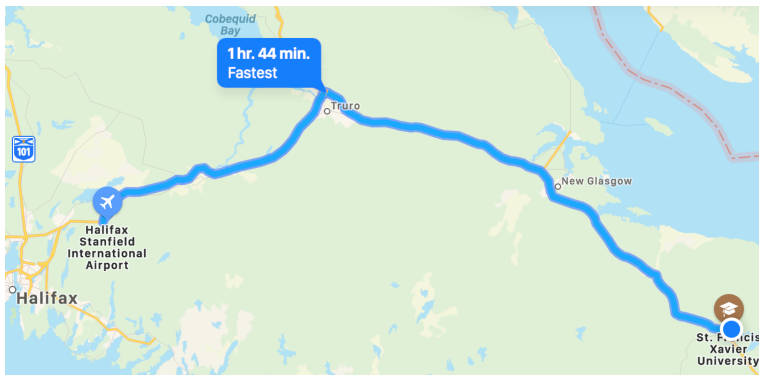 Cobequid
Bay
1 hr. 44 min.
Fastest
Truro
101
New Glasgow
Halifax
Stanfield
International
Airport
Halifax
St. Francis
Xavier
University